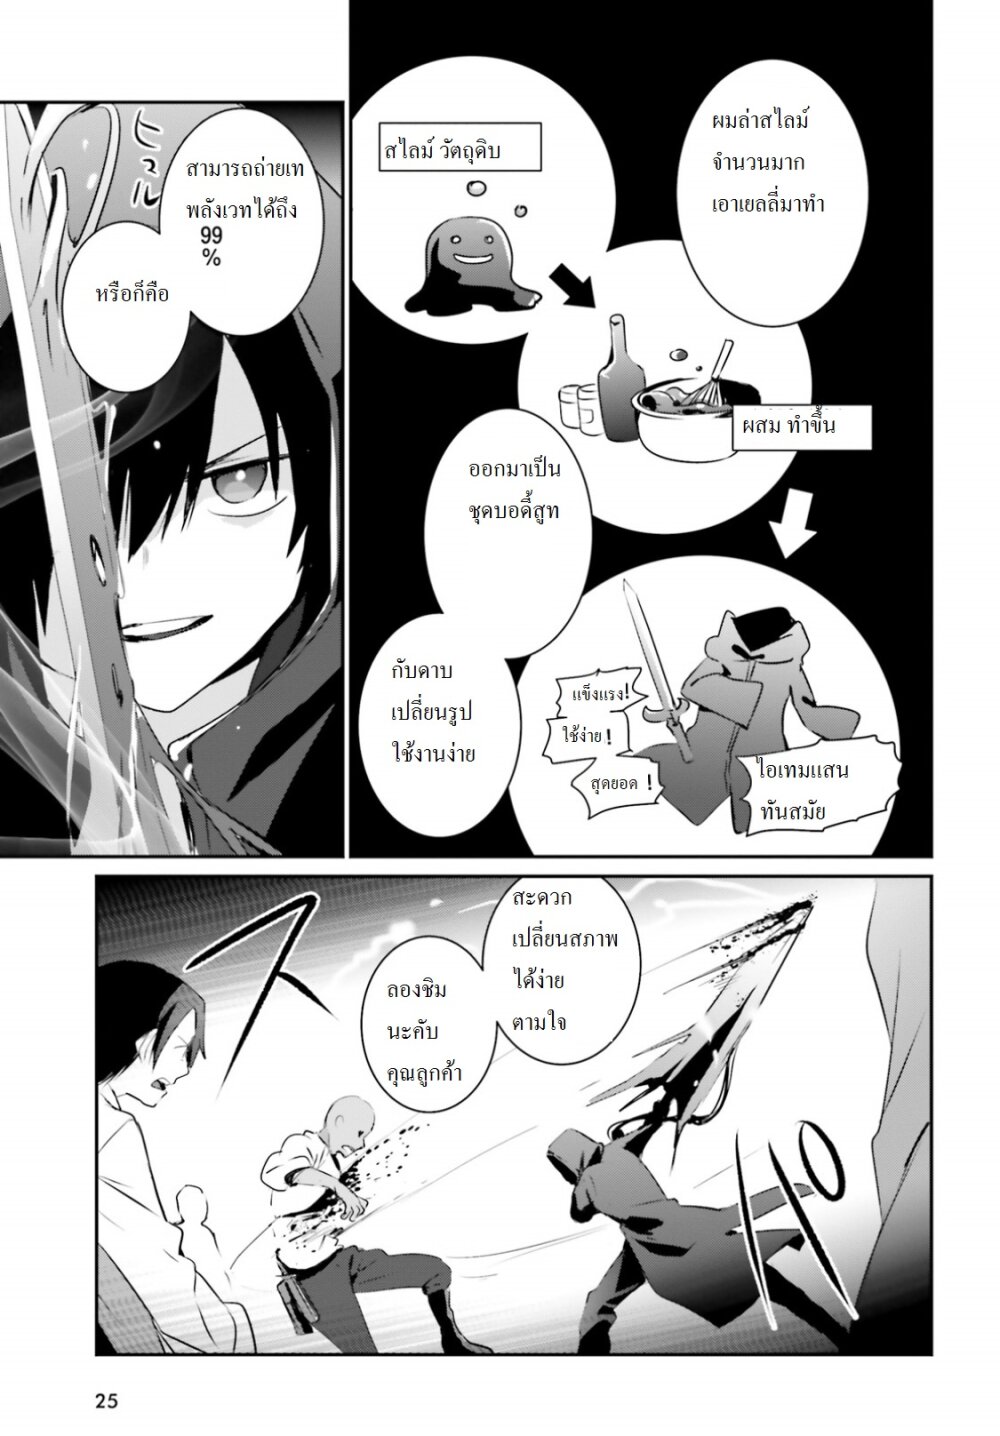 ผมล่าสไลม์
จำนวนมาก
เอาเยลลี่มาทำ
สไลม์ วัตถุดิบ
ผสม ทำขึ้น
ออกมาเป็น
ชุดบอดี้สูท
กับดาบ
เปลี่ยนรูป
ใช้งานง่าย
แข็งแรง!
ใช้ง่าย!
สุดยอด !
ไอเทมแสน
ทันสมัย
สามารถถ่ายเท
พลังเวทได้ถึง
99
%
หรือก็คือ
ヒュル
สะดวก
เปลี่ยนสภาพ
ได้ง่าย
ตามใจ
ลองชิม
นะคับ
คุณลูกค้า
25